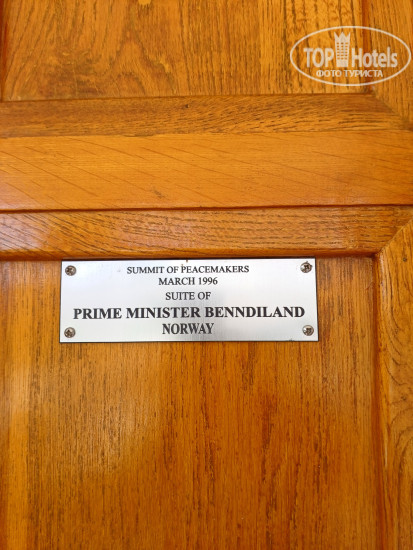 TOP Hotels
ФОТО ТУРИСТА
SUMMIT OF PEACEMAKERS
MARCH 1996
SUITE OF
PRIME MINISTER BENNDILAND
NORWAY